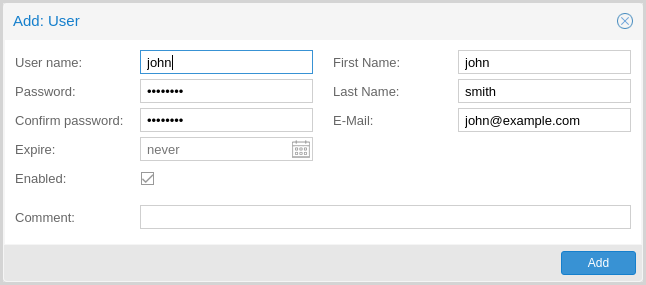 Add: User
User name: john First Name: john
Password: •••••••• Last Name: smith
Confirm password: •••••••• E-Mail: john@example.com
Expire: never
Enabled:
Comment:
Add